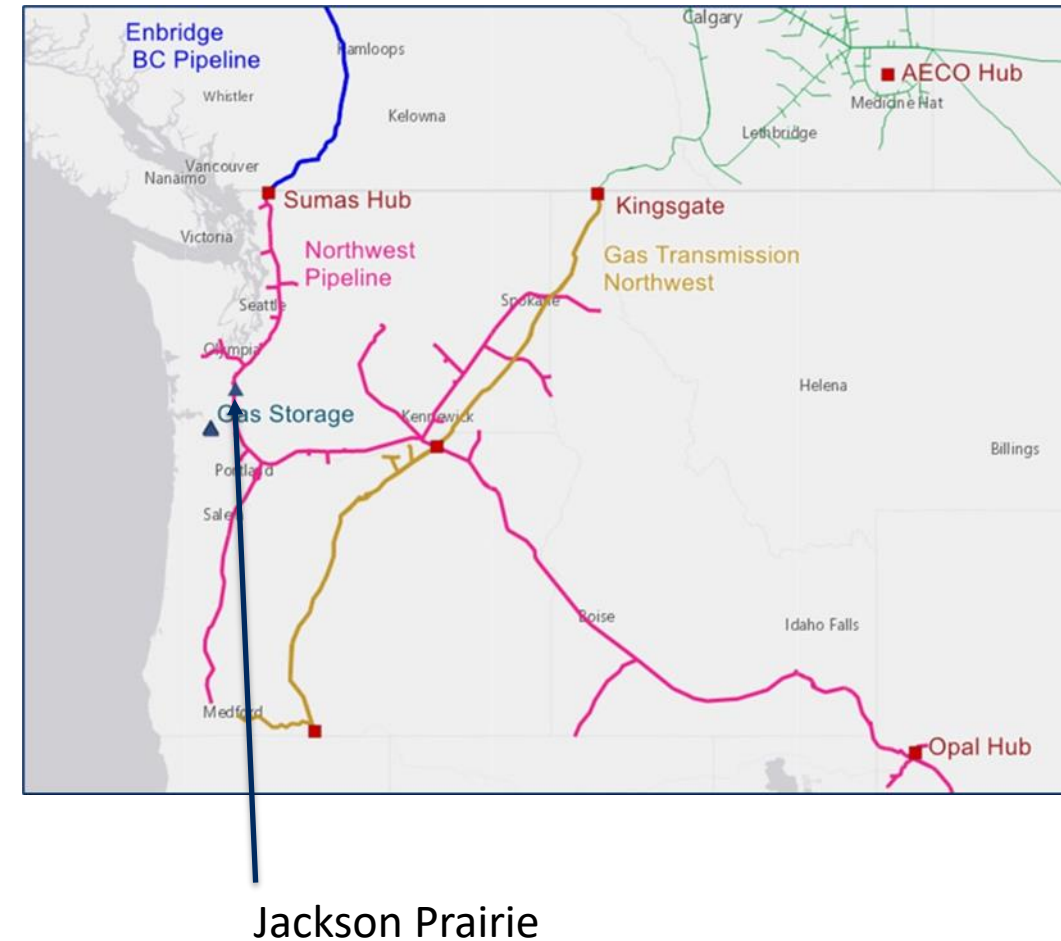 Calgary
Enbridge
BC Pipeline
Kamloops
AECO Hub
Whistler
Medicine Hat
Kelowna
Lethbridge
Vancouver
Nanaimo
Sumas Hub
Kingsgate
Victoria
Northwest
Pipeline
Gas Transmission
Northwest
Seattle
Spokane
Olympia
Helena
Gas Storage
Kennewick
Billings
Portland
Sale
Boise
Idaho Falls
Medford
Opal Hub
Jackson Prairie